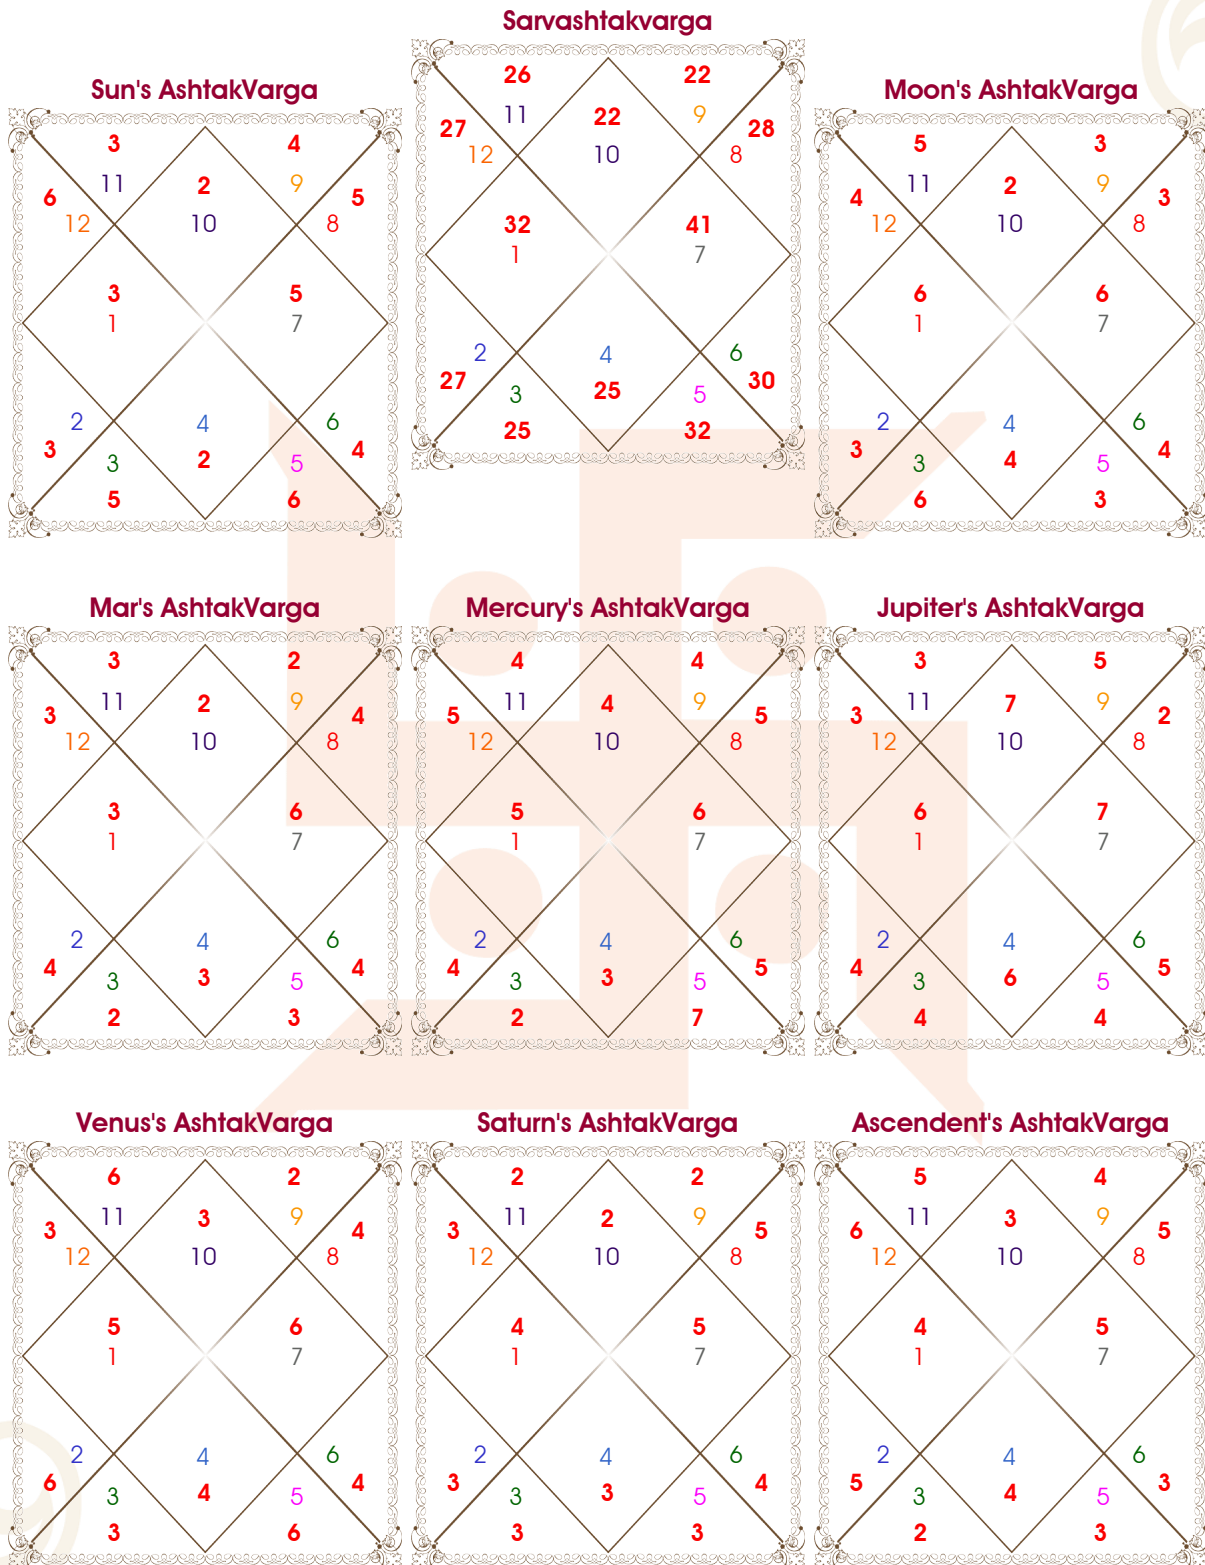 Sarvashtakvarga
26 22
11 22 9
27 28
12 10 8
32 41
1 7
2 4 6
27 25 30
3 5
25 32
Sun's AshtakVarga
3 4
11 2 9
6 5
12 10 8
3 5
1 7
2 4 6
3 2 4
3 5
5 6
Moon's AshtakVarga
5 3
11 2 9
4 3
12 10 8
6 6
1 7
2 4 6
3 4 4
3 5
6 3
Mar's AshtakVarga
3 2
11 2 9
3 4
12 10 8
3 6
1 7
2 4 6
4 3 4
3 5
2 3
Mercury's AshtakVarga
4 4
11 4 9
5 5
12 10 8
5 6
1 7
2 4 6
4 3 5
3 5
2 7
Jupiter's AshtakVarga
3 5
11 7 9
3 2
12 10 8
6 7
1 7
2 4 6
4 6 5
3 5
4 4
Venus's AshtakVarga
6 2
11 3 9
3 4
12 10 8
5 6
1 7
2 4 6
6 4 4
3 5
3 6
Saturn's AshtakVarga
2 2
11 2 9
3 5
12 10 8
4 5
1 7
2 4 6
3 3 4
3 5
3 3
Ascendent's AshtakVarga
5 4
11 3 9
6 5
12 10 8
4 5
1 7
2 4 6
5 4 3
3 5
2 3